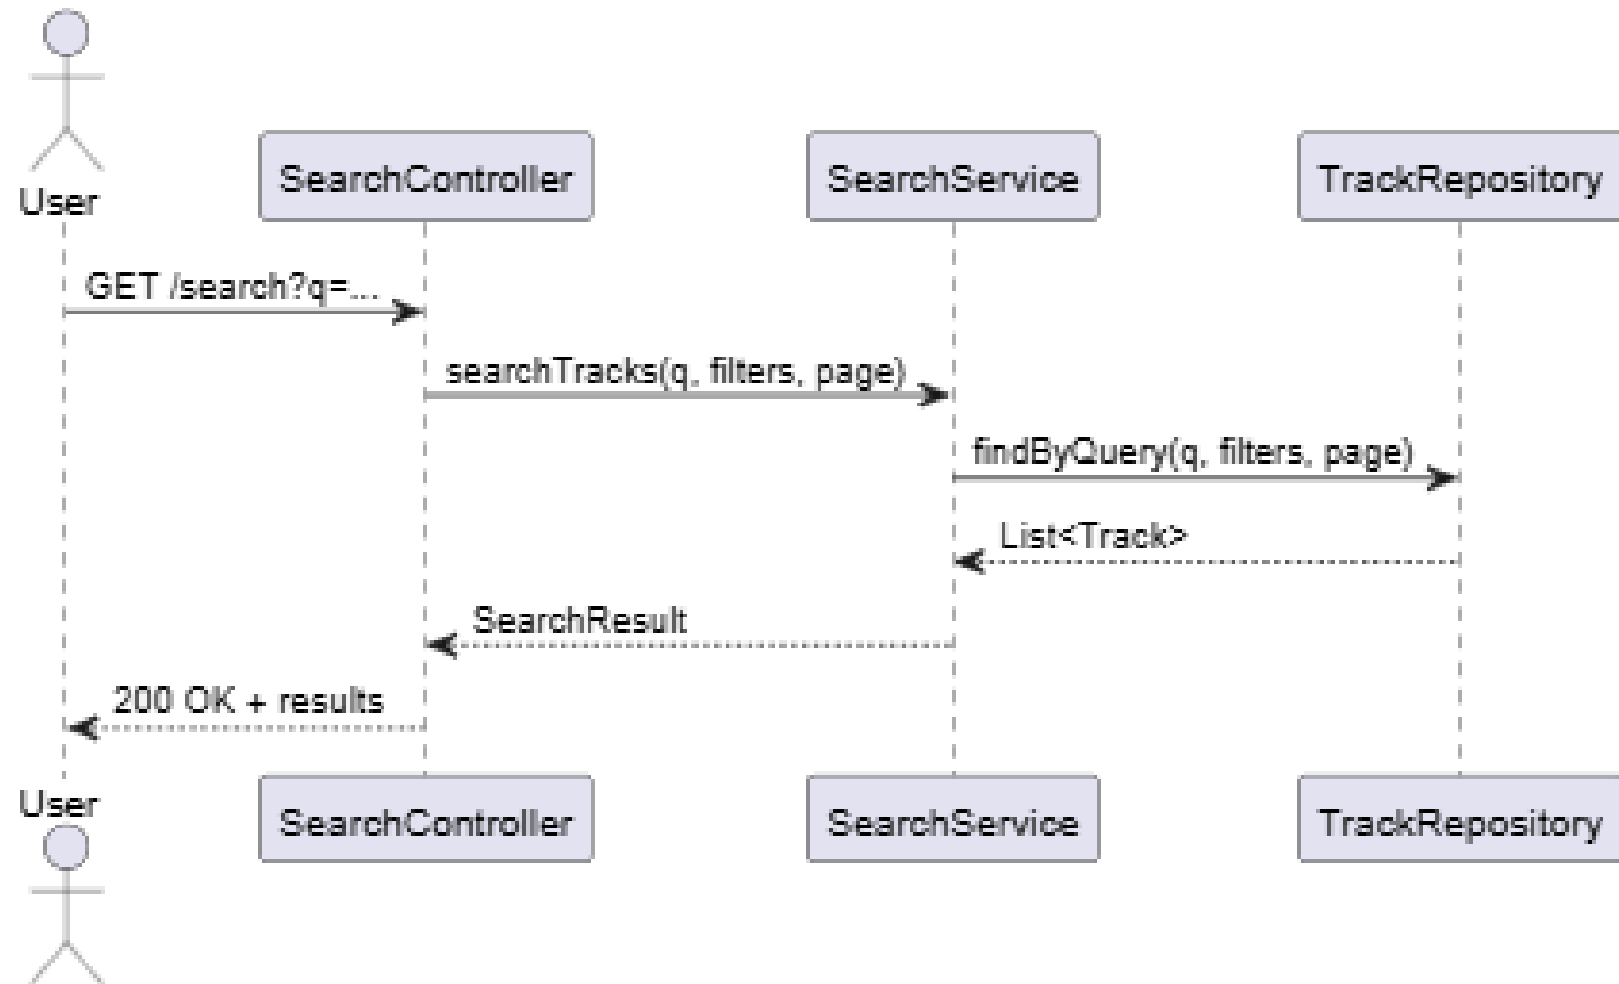 User
SearchController
SearchService
TrackRepository
GET /search?q=...
searchTracks(q, filters, page)
findByQuery(q, filters, page)
List<Track>
SearchResult
200 OK + results
User
SearchController
SearchService
TrackRepository